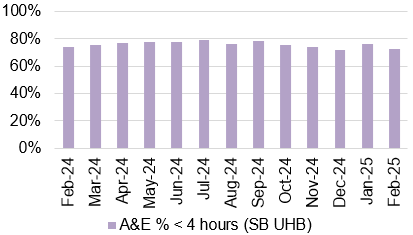 100%
80%
60%
40%
20%
0%
Feb-24
Mar-24
Apr-24
May-24
Jun-24
Jul-24
Aug-24
Sep-24
Oct-24
Nov-24
Dec-24
Jan-25
Feb-25
A&E % < 4 hours (SB UHB)